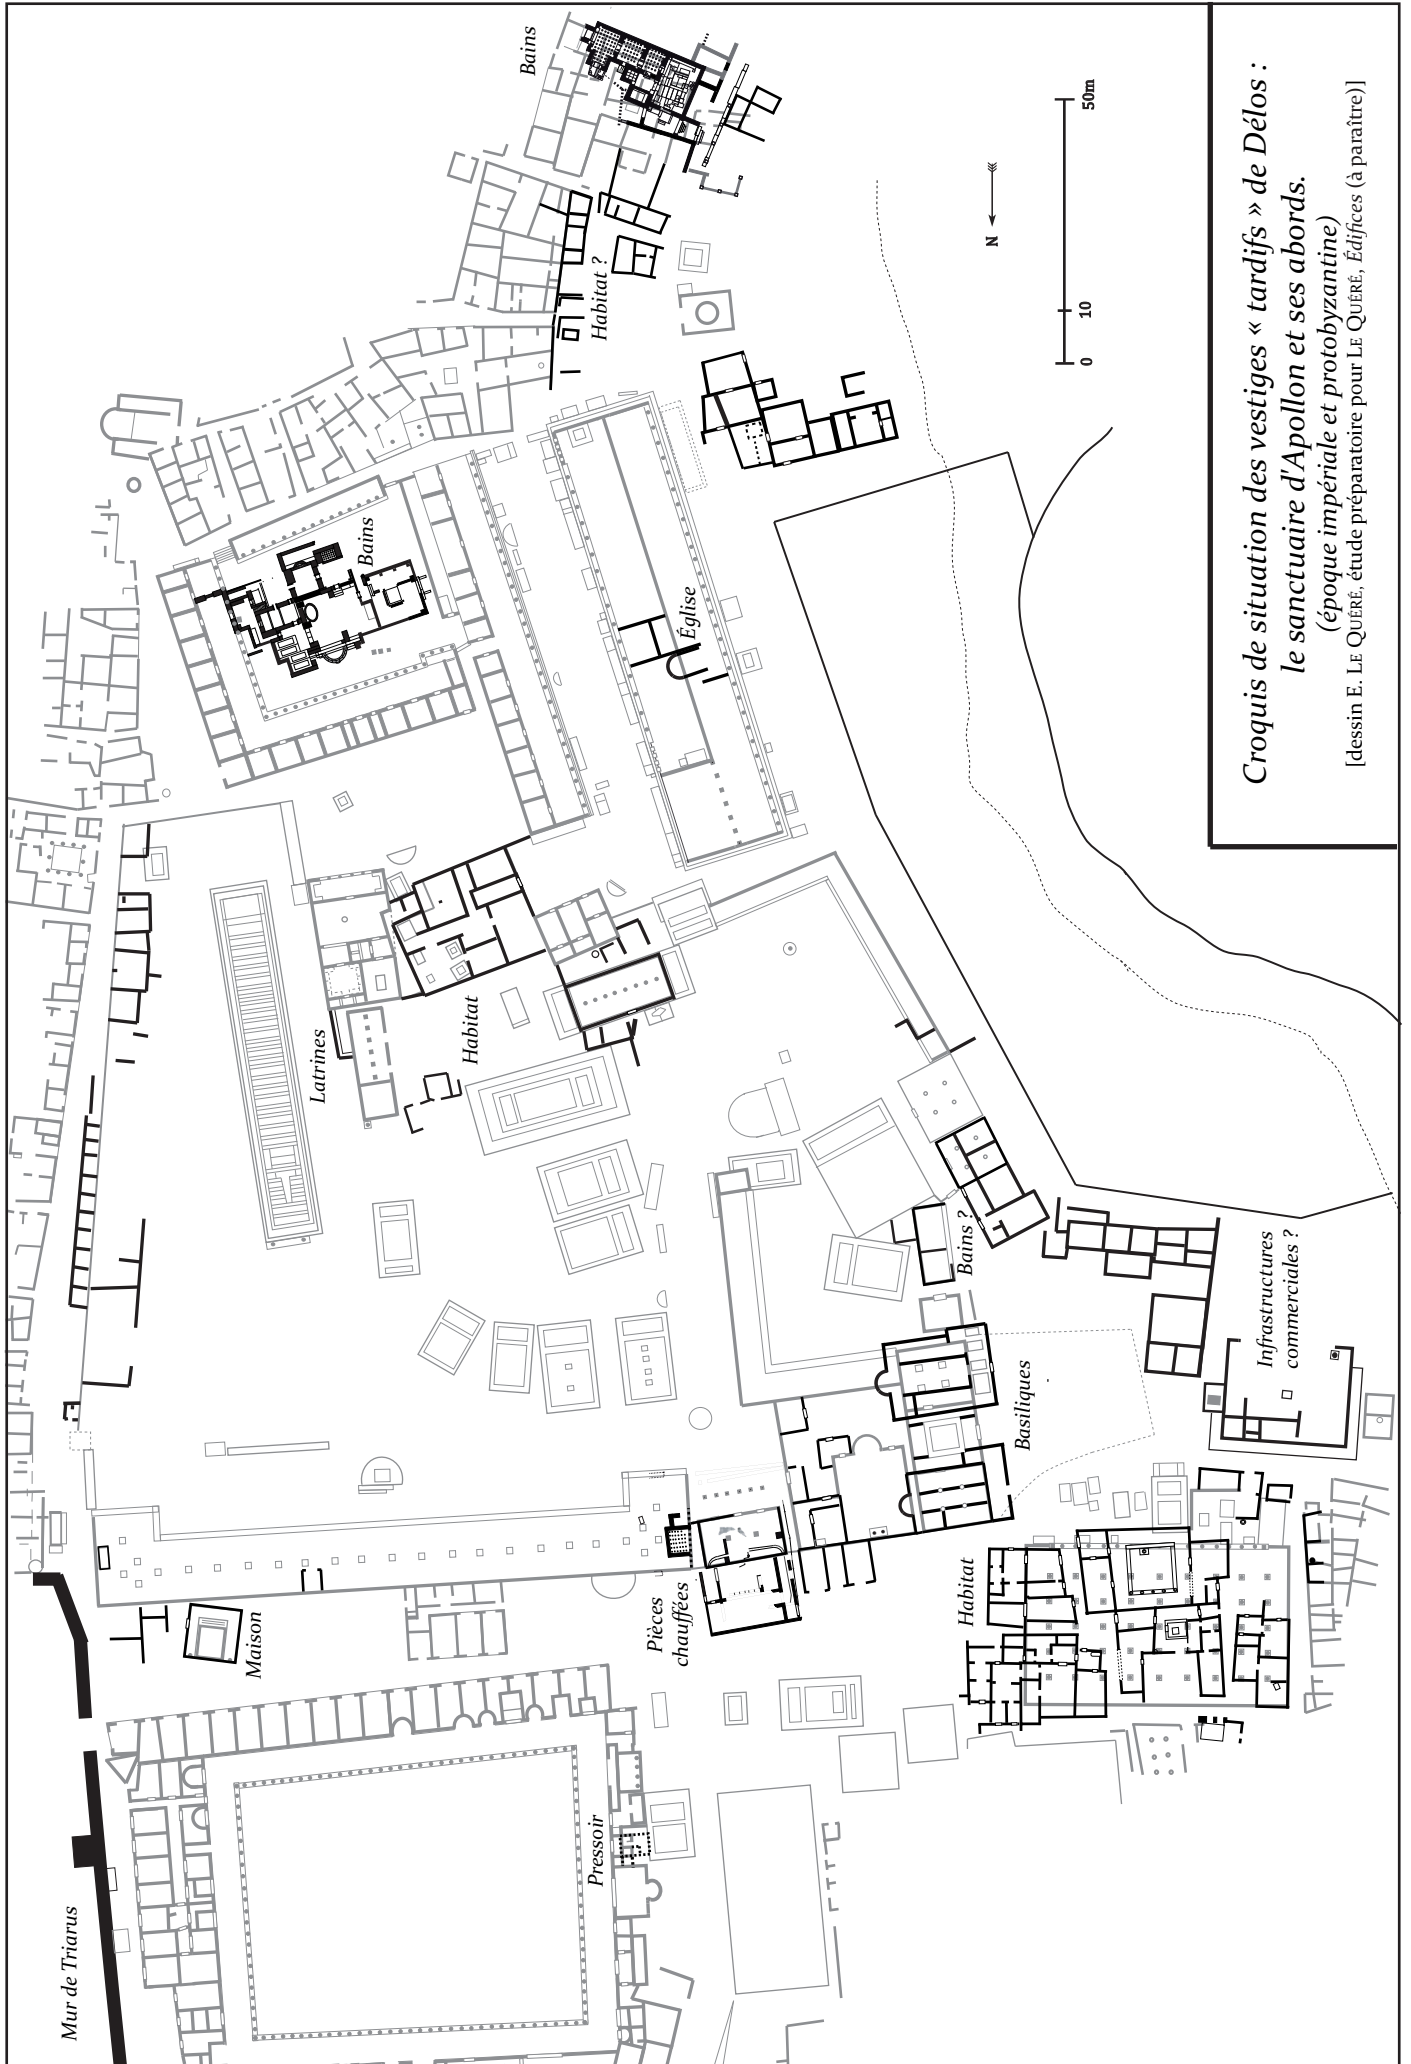 Croquis de situation des vestiges « tardifs » de Délos :
le sanctuaire d'Apollon et ses abords.
(époque impériale et protobyzantine)
[dessin E. LE QUÉRÉ, étude préparatoire pour LE QUÉRÉ, Édifices (à paraître)]
Mur de Triarus
Maison
Latrines
Bains
Habitat
Bains
Pressoir
Pièces
chauffées
Église
Habitat ?
Bains ?
Basiliques
Habitat
Infrastructures
commerciales ?
N
0
10
50m